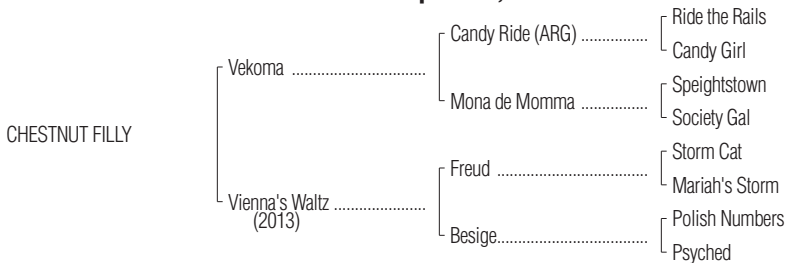 Ride the Rails
Candy Ride (ARG) ................
Candy Girl
Vekoma ................................
Speightstown
Mona de Momma ................
Society Gal
CHESTNUT FILLY
Storm Cat
Freud ....................................
Mariah's Storm
Vienna's Waltz ......................
(2013)
Polish Numbers
Besige....................................
Psyched